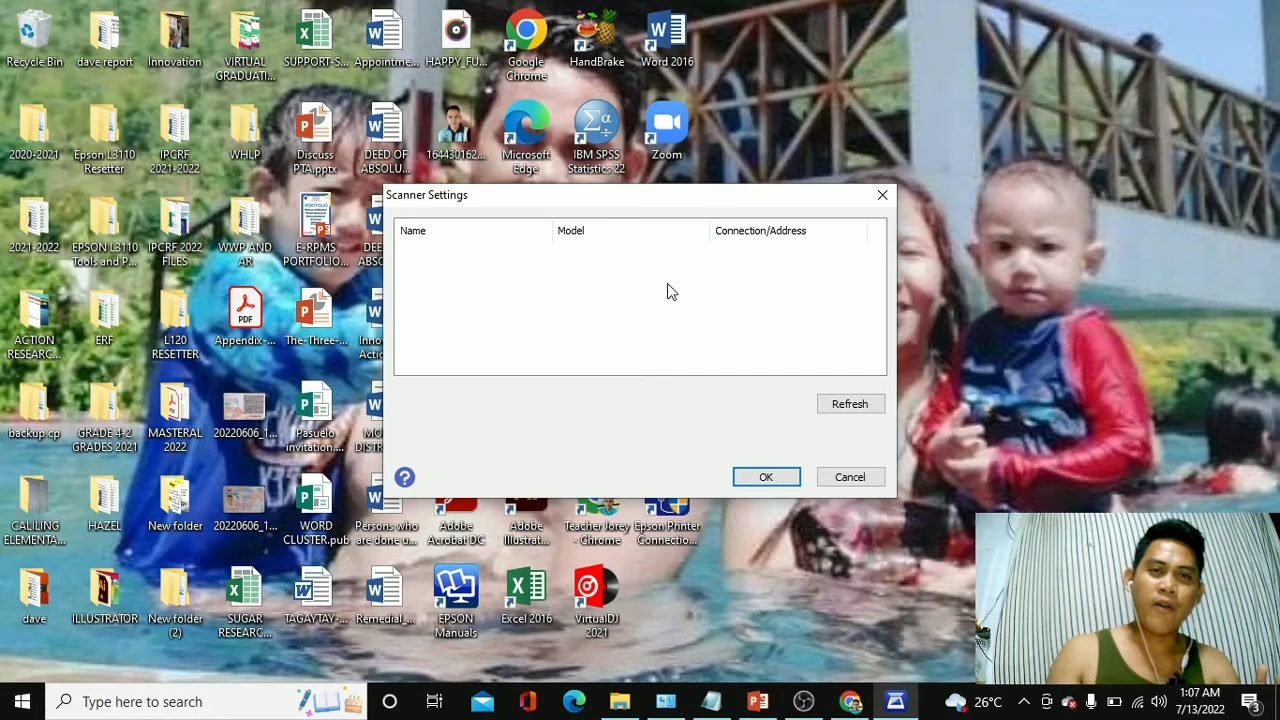 Recycle Bin
dave report
Innovation
VIRTUAL
GRADUATI...
SUPPORT-S...
Appointme...
HAPPY_FU...
Google
Chrome
HandBrake
Word 2016
2020-2021
Epson L3110
Resetter
IPCRF
2021-2022
WHLP
Discuss
PTA.pptx
DEED OF
ABSOLU...
164430162...
Microsoft
Edge
IBM SPSS
Statistics 22
Zoom
2021-2022
EPSON L3110
Tools and P...
IPCRF 2022
FILES
WWP AND
AR
E-RPMS
PORTFOLIO...
Scanner Settings
Name
Model
Connection/Address
Refresh
OK
Cancel
ACTION
RESEARC...
ERF
L120
RESETTER
PDF
Appendix-...
The-Three-...
backup cp
GRADE 4-2
GRADES 2021
MASTERAL
2022
20220606_1...
Pasuelo
invitation....
CALILING
ELEMENTA...
HAZEL
New folder
20220606_1...
WORD
CLUSTER.pub
Persons who
are done u...
Adobe
Acrobat DC
Adobe
Illustrat...
Teacher Jorey
- Chrome
Epson Printer
Connectio...
dave
ILLUSTRATOR
New folder
(2)
SUGAR
RESEARC...
TAGAYTAY-...
Remedial_...
EPSON
Manuals
Excel 2016
VirtualDJ
2021
Type here to search
26°C
1:07 AM
7/13/2022
3